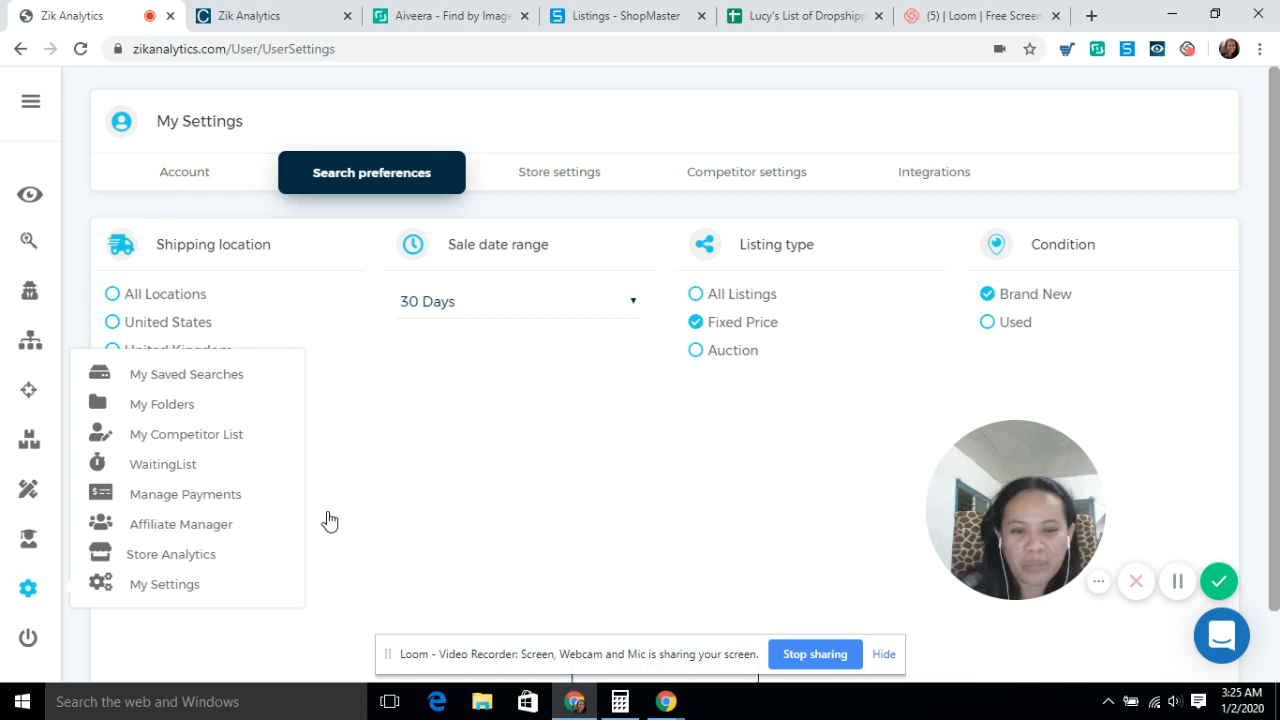 Zik Analytics
Zik Analytics
Aiveera - Find by Image
Listings - ShopMaster
Lucy's List of Dropshipp
(5) | Loom | Free Screen
zikanalytics.com/User/UserSettings
My Settings
Account
Search preferences
Store settings
Competitor settings
Integrations
Shipping location
Sale date range
Listing type
Condition
All Locations
30 Days
All Listings
Brand New
United States
Fixed Price
Used
United Kingdom
Auction
My Saved Searches
My Folders
My Competitor List
WaitingList
Manage Payments
Affiliate Manager
Store Analytics
My Settings
Loom - Video Recorder: Screen, Webcam and Mic is sharing your screen.
Stop sharing
Hide
Search the web and Windows
3:25 AM
1/2/2020